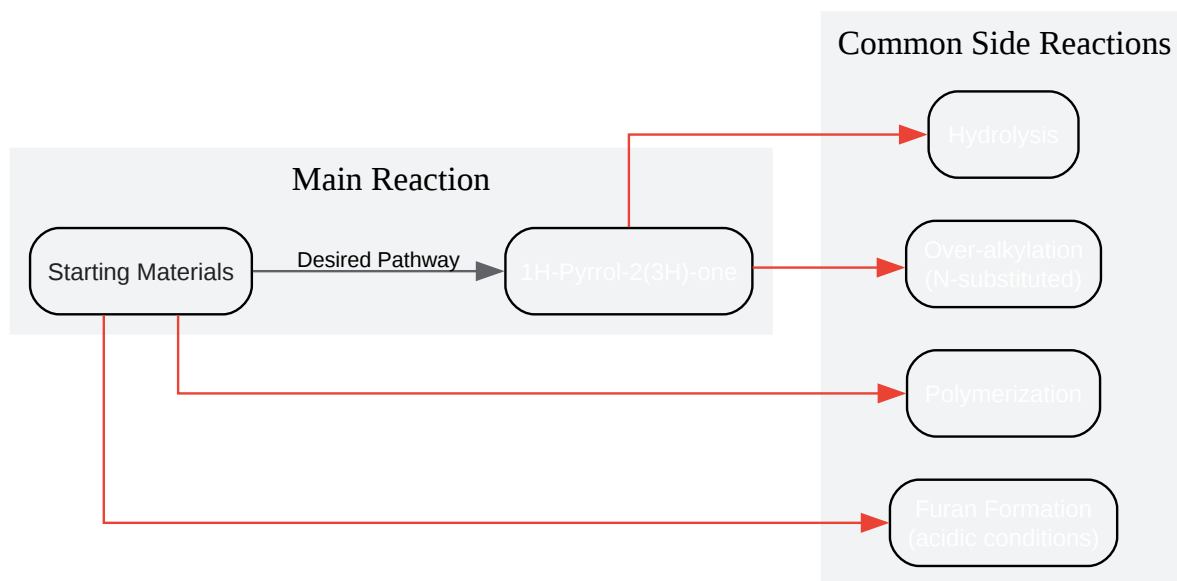 Common Side Reactions
Hydrolysis
Main Reaction
Starting Materials
Desired Pathway
1H-Pyrrol-2(3H)-one
Over-alkylation
(N-substituted)
Polymerization
Furan Formation
(acidic conditions)